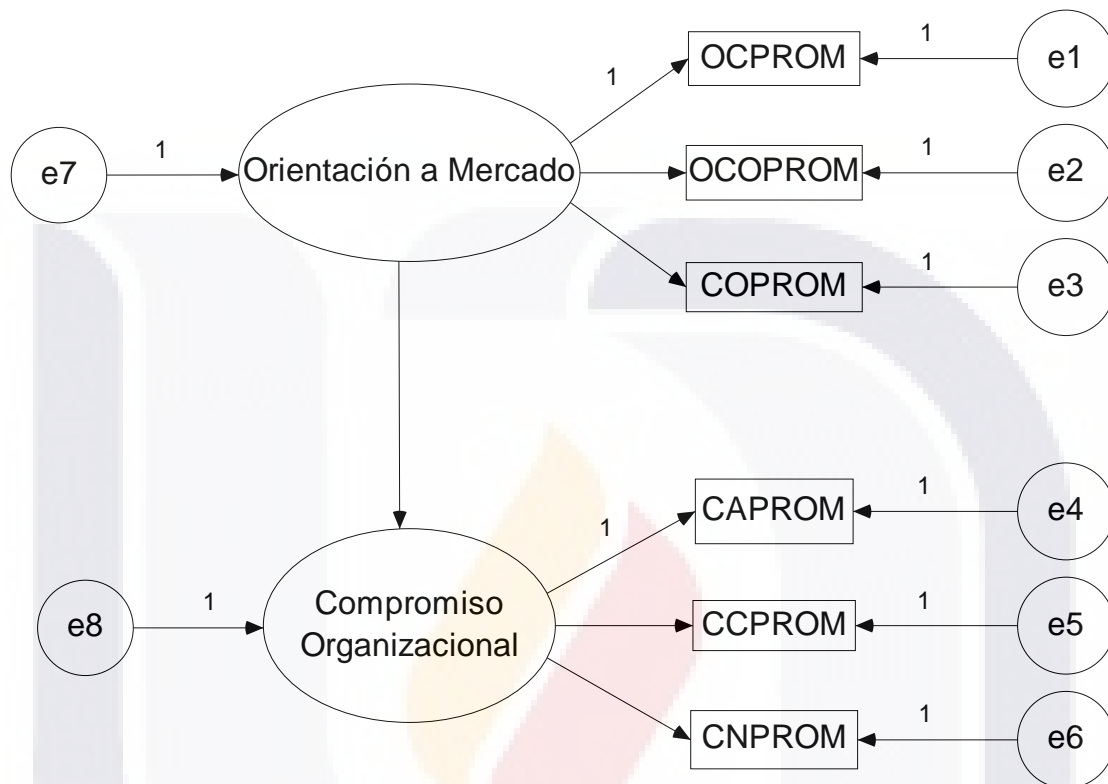 OCPROM
1
e1
1
Orientación a Mercado
e7
1
OCOPROM
1
e2
COPROM
1
e3
CAPROM
1
e4
1
Compromiso
Organizacional
e8
1
CCPROM
1
e5
CNPROM
1
e6